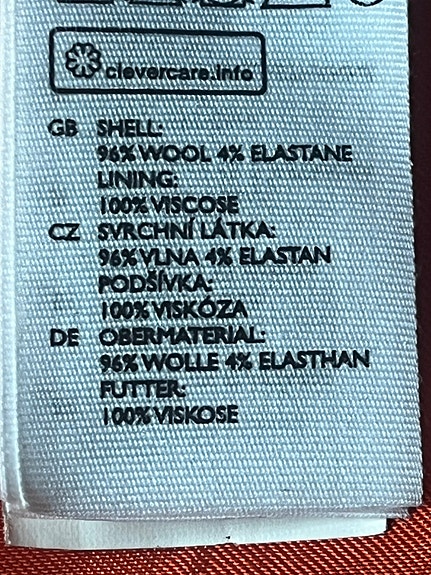 clevercare.info
GB SHELL:
96% WOOL 4% ELASTANE
LINING:
100% VISCOSE
CZ SVRCHNÍ LÁTKA:
96% VLNA 4% ELASTAN
PODŠÍVKA:
100% VISKÓZA
DE OBERMATERIAL:
96% WOLLE 4% ELASTHAN
FUTTER:
100% VISKOSE